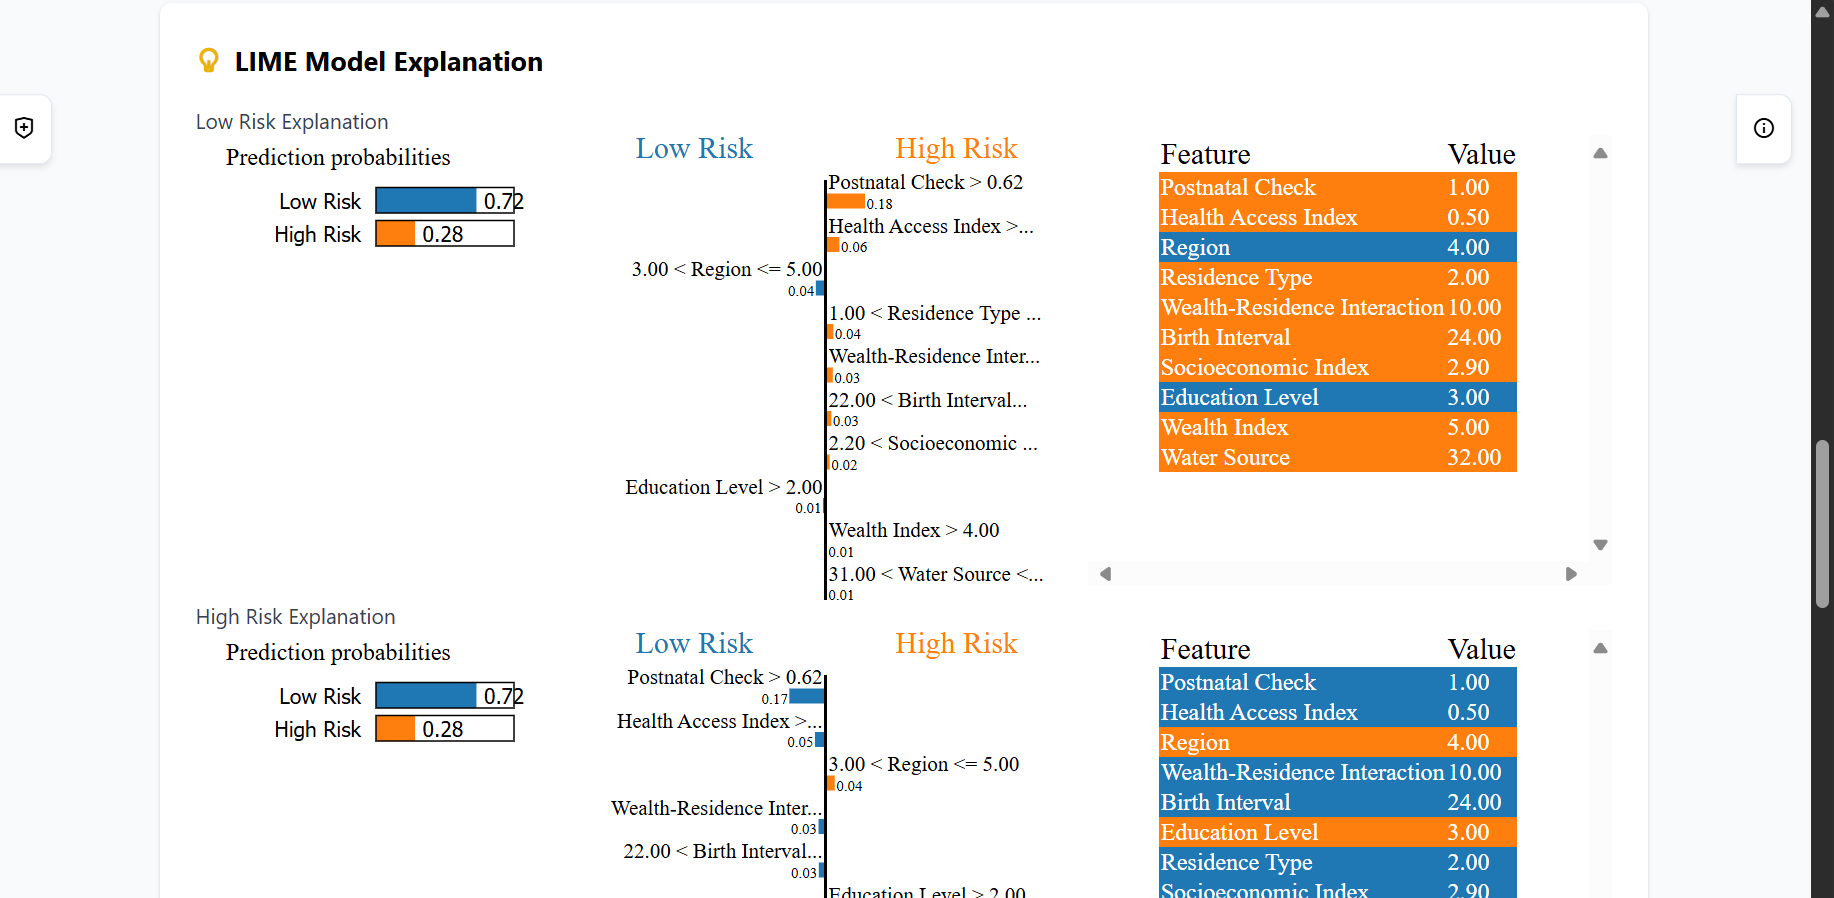 LIME Model Explanation
Low Risk Explanation
Prediction probabilities
Low Risk 0.72
High Risk 0.28
Low Risk High Risk
Postnatal Check > 0.62
0.18
Health Access Index >...
0.06
3.00 < Region <= 5.00
0.04
1.00 < Residence Type ...
0.04
Wealth-Residence Inter...
0.03
22.00 < Birth Interval...
0.03
2.20 < Socioeconomic ...
0.02
Education Level > 2.00
0.01
Wealth Index > 4.00
0.01
31.00 < Water Source <...
0.01
Feature Value
Postnatal Check 1.00
Health Access Index 0.50
Region 4.00
Residence Type 2.00
Wealth-Residence Interaction 10.00
Birth Interval 24.00
Socioeconomic Index 2.90
Education Level 3.00
Wealth Index 5.00
Water Source 32.00
High Risk Explanation
Prediction probabilities
Low Risk 0.72
High Risk 0.28
Low Risk High Risk
Postnatal Check > 0.62
0.17
Health Access Index >...
0.05
3.00 < Region <= 5.00
0.04
Wealth-Residence Inter...
0.03
22.00 < Birth Interval...
0.03
Education Level > 2.00
Feature Value
Postnatal Check 1.00
Health Access Index 0.50
Region 4.00
Wealth-Residence Interaction 10.00
Birth Interval 24.00
Education Level 3.00
Residence Type 2.00
Socioeconomic Index 2.90